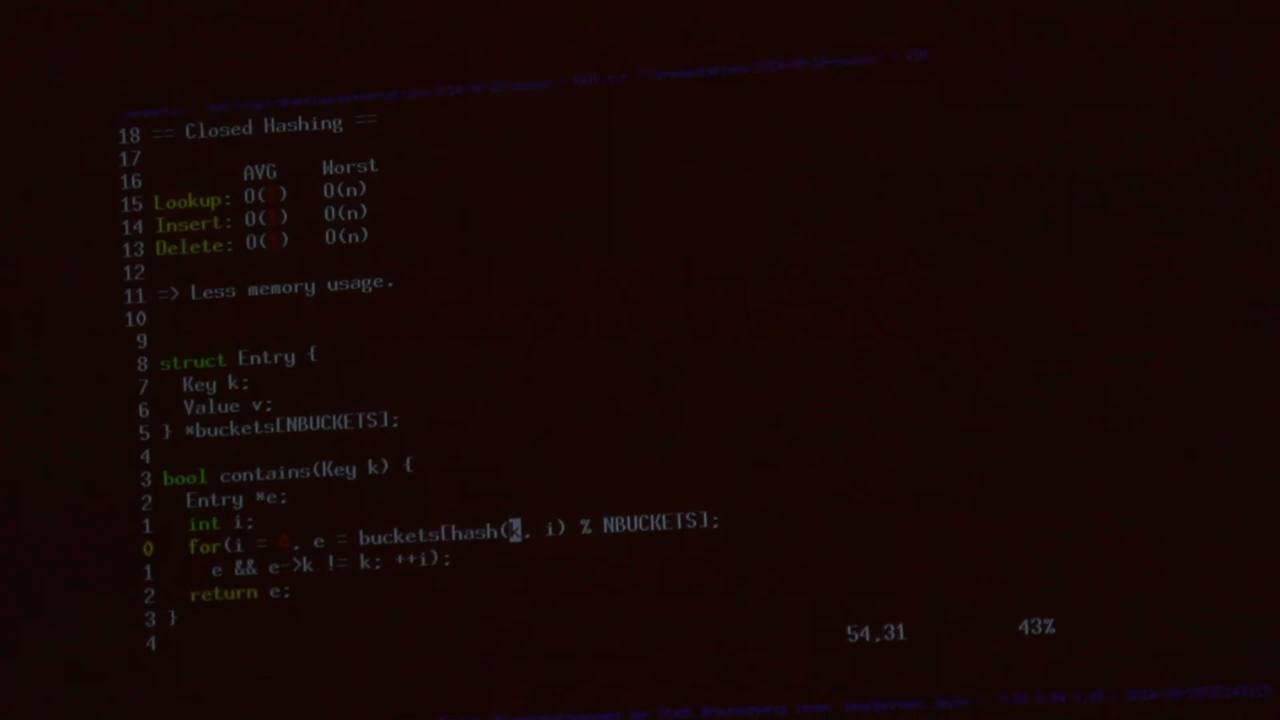 18 == Closed Hashing ==
17
16 AVG Worst
15 Lookup: O( ) O(n)
14 Insert: O( ) O(n)
13 Delete: O( ) O(n)
12
11 => Less memory usage.
10
9
8 struct Entry {
7 Key k;
6 Value v;
5 } *buckets[NBUCKETS];
4
3 bool contains(Key k) {
2 Entry *e;
1 int i;
0 for(i = , e = buckets[hash(k, i) % NBUCKETS];
1 e && e->k != k; ++i);
2 return e;
3 }
4
54,31 43%